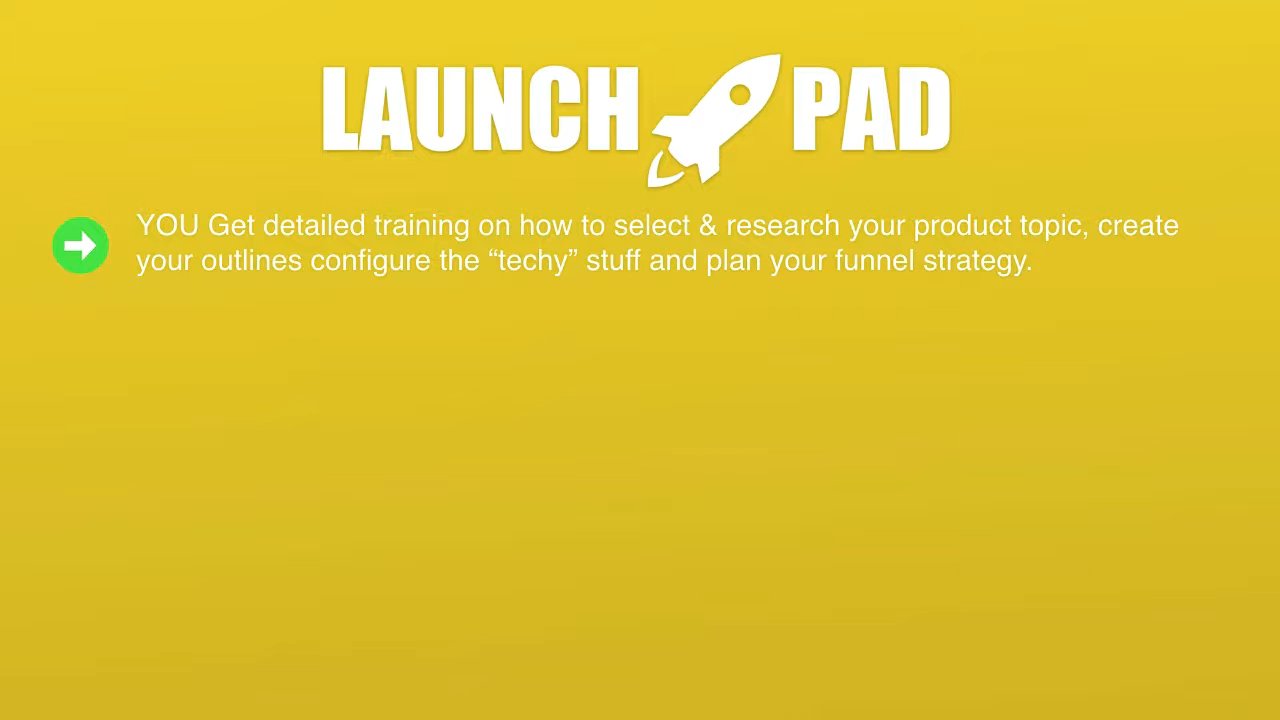 LAUNCH PAD
YOU Get detailed training on how to select & research your product topic, create
your outlines configure the “techy” stuff and plan your funnel strategy.